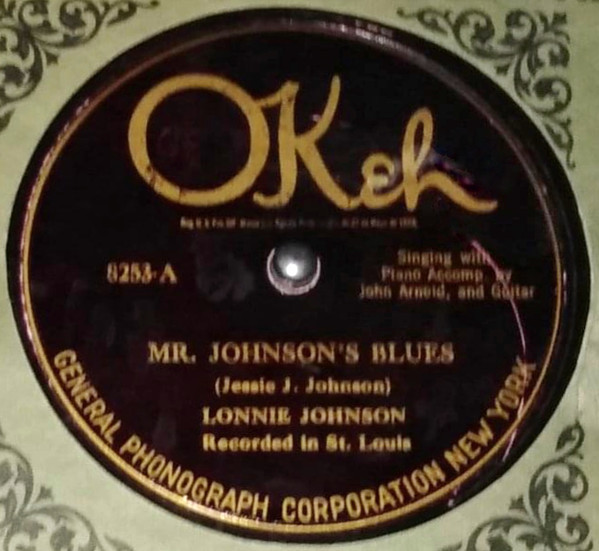 OKeh
8253-A
Singing with
Piano Accomp. by
John Arnold, and Guitar
MR. JOHNSON'S BLUES
(Jessie J. Johnson)
LONNIE JOHNSON
Recorded in St. Louis
GENERAL PHONOGRAPH CORPORATION NEW YORK